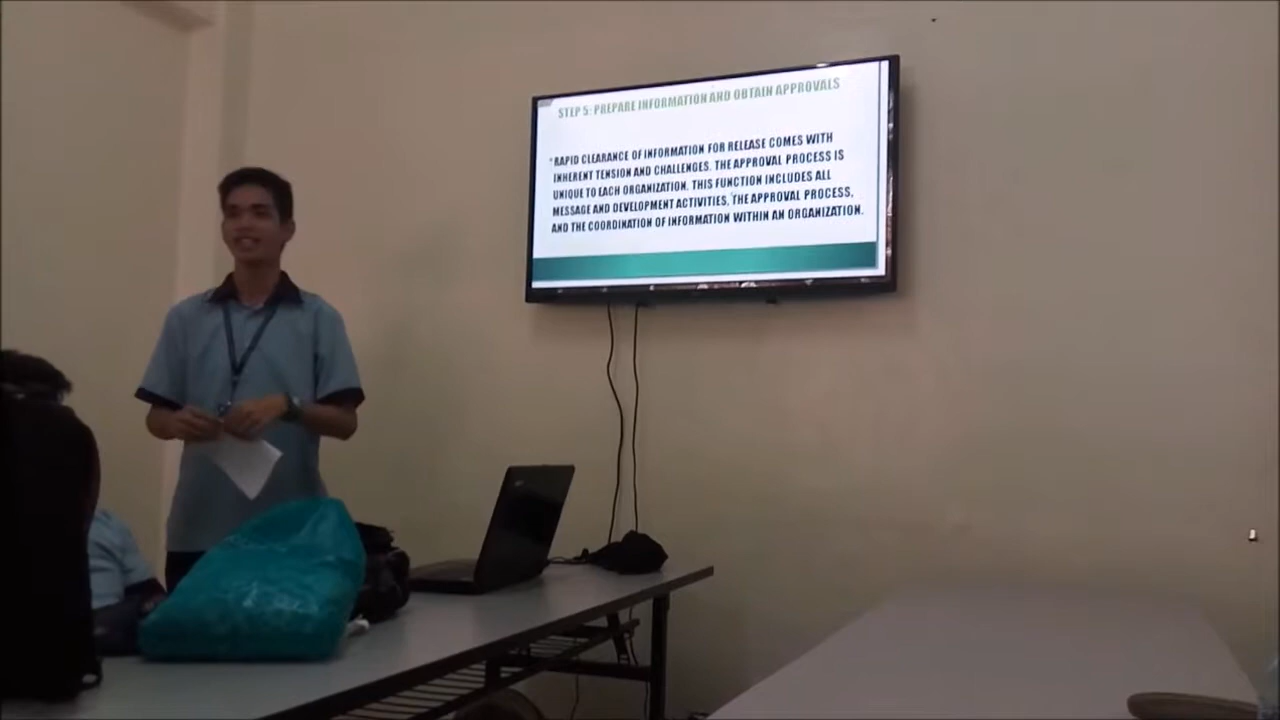 STEP 5: PREPARE INFORMATION AND OBTAIN APPROVALS
* RAPID CLEARANCE OF INFORMATION FOR RELEASE COMES WITH
INHERENT TENSION AND CHALLENGES. THE APPROVAL PROCESS IS
UNIQUE TO EACH ORGANIZATION. THIS FUNCTION INCLUDES ALL
MESSAGE AND DEVELOPMENT ACTIVITIES, THE APPROVAL PROCESS,
AND THE COORDINATION OF INFORMATION WITHIN AN ORGANIZATION.